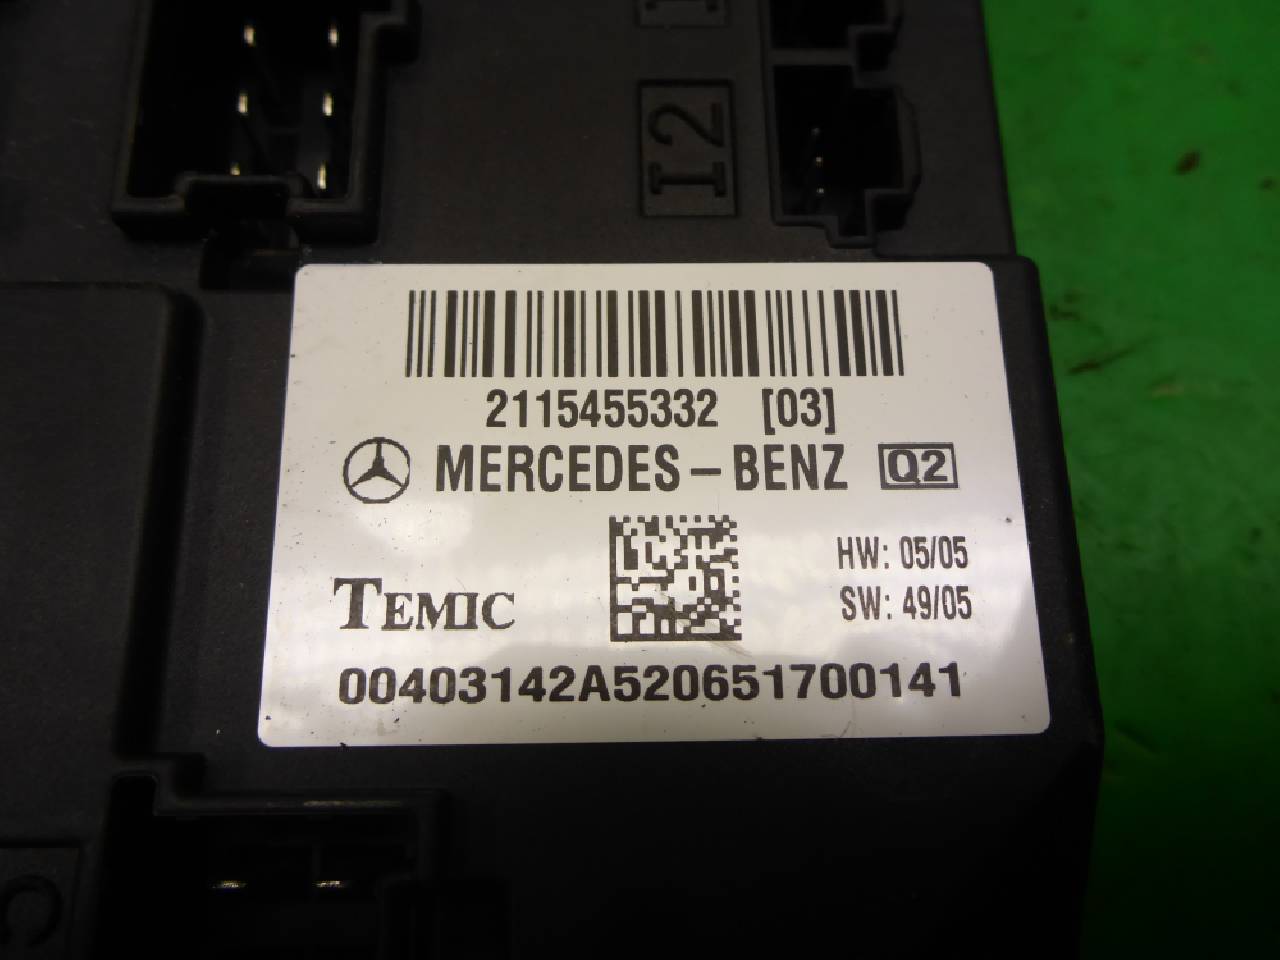 I2
2115455332 [03]
MERCEDES-BENZ Q2
HW: 05/05
TEMIC
SW: 49/05
00403142A520651700141
C